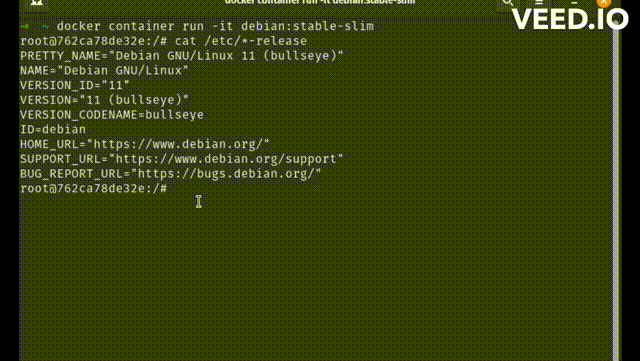 docker container run -it debian:stable-slim
VEED.IO
➜ ~ docker container run -it debian:stable-slim
root@762ca78de32e:/# cat /etc/*-release
PRETTY_NAME="Debian GNU/Linux 11 (bullseye)"
NAME="Debian GNU/Linux"
VERSION_ID="11"
VERSION="11 (bullseye)"
VERSION_CODENAME=bullseye
ID=debian
HOME_URL="https://www.debian.org/"
SUPPORT_URL="https://www.debian.org/support"
BUG_REPORT_URL="https://bugs.debian.org/"
root@762ca78de32e:/#